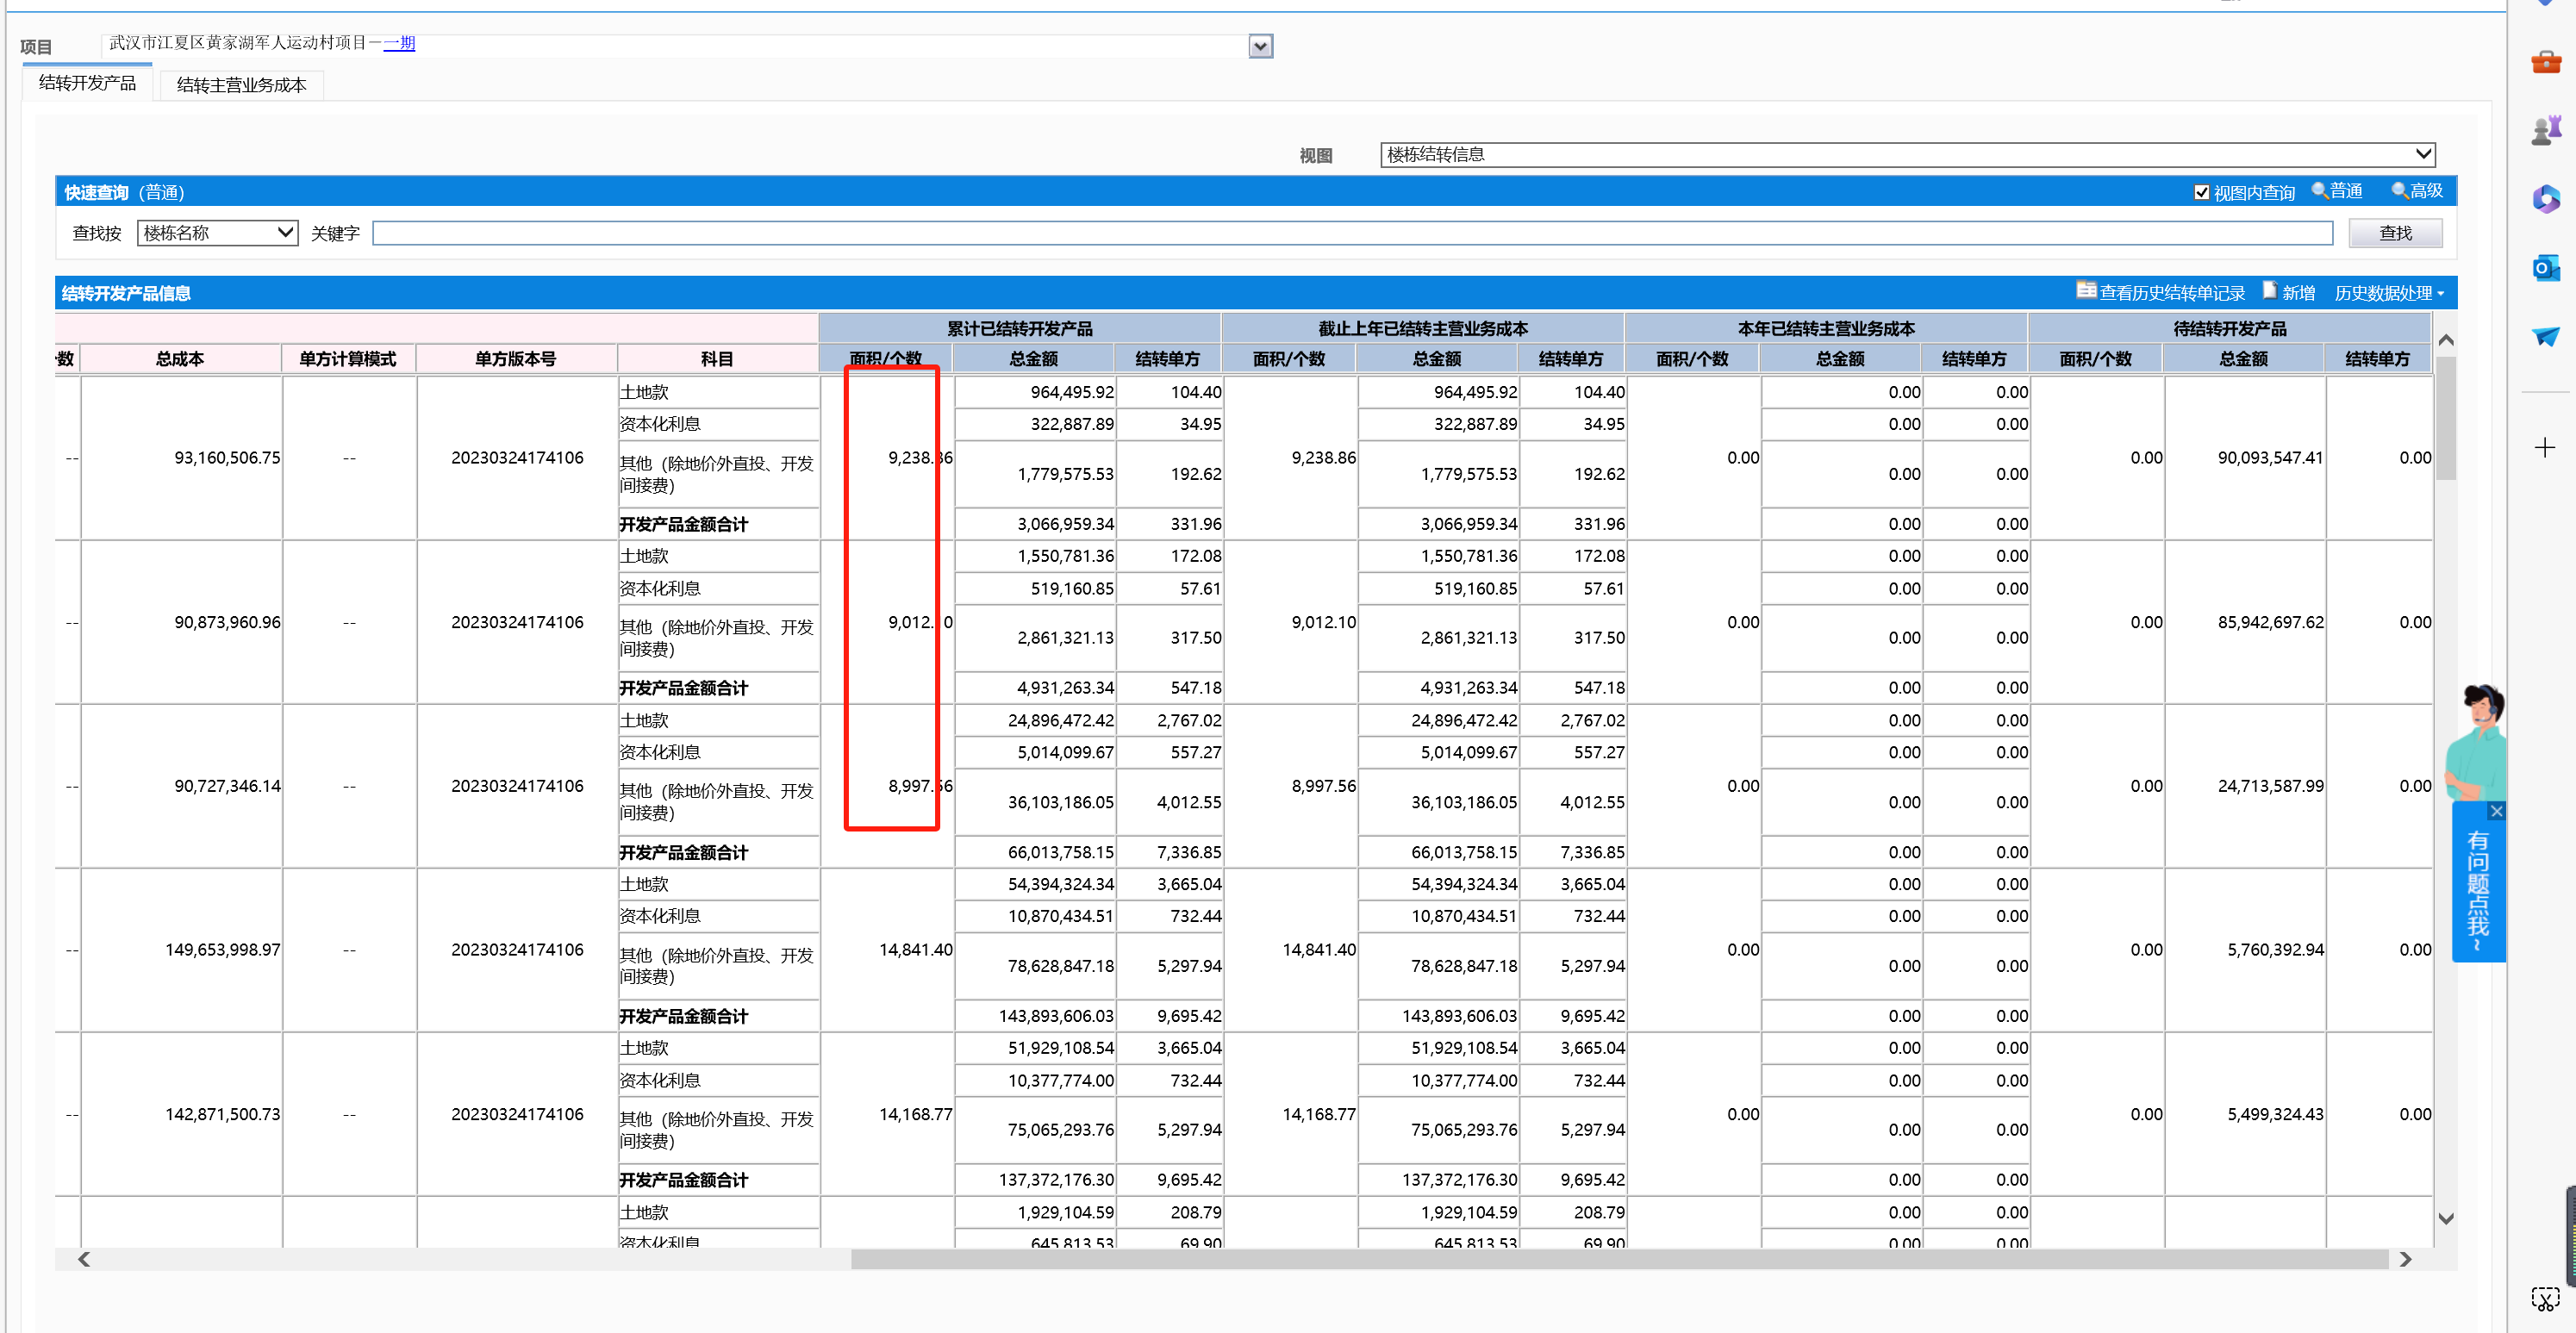 项目 武汉市江夏区黄家湖军人运动村项目－一期
结转开发产品 结转主营业务成本
视图 楼栋结转信息
快速查询 (普通) 视图内查询 普通 高级
查找按 楼栋名称 关键字 查找
结转开发产品信息 查看历史结转单记录 新增 历史数据处理
累计已结转开发产品 截止上年已结转主营业务成本 本年已结转主营业务成本 待结转开发产品
数 总成本 单方计算模式 单方版本号 科目 面积/个数 总金额 结转单方 面积/个数 总金额 结转单方 面积/个数 总金额 结转单方 面积/个数 总金额 结转单方
土地款 964,495.92 104.40 964,495.92 104.40 0.00 0.00
资本化利息 322,887.89 34.95 322,887.89 34.95 0.00 0.00
-- 93,160,506.75 -- 20230324174106 9,238.86 9,238.86 0.00 0.00 90,093,547.41 0.00
其他（除地价外直投、开发
间接费) 1,779,575.53 192.62 1,779,575.53 192.62 0.00 0.00
开发产品金额合计 3,066,959.34 331.96 3,066,959.34 331.96 0.00 0.00
土地款 1,550,781.36 172.08 1,550,781.36 172.08 0.00 0.00
资本化利息 519,160.85 57.61 519,160.85 57.61 0.00 0.00
-- 90,873,960.96 -- 20230324174106 9,012.10 9,012.10 0.00 0.00 85,942,697.62 0.00
其他（除地价外直投、开发
间接费) 2,861,321.13 317.50 2,861,321.13 317.50 0.00 0.00
开发产品金额合计 4,931,263.34 547.18 4,931,263.34 547.18 0.00 0.00
土地款 24,896,472.42 2,767.02 24,896,472.42 2,767.02 0.00 0.00
资本化利息 5,014,099.67 557.27 5,014,099.67 557.27 0.00 0.00
-- 90,727,346.14 -- 20230324174106 8,997.56 8,997.56 0.00 0.00 24,713,587.99 0.00
其他（除地价外直投、开发
间接费) 36,103,186.05 4,012.55 36,103,186.05 4,012.55 0.00 0.00
开发产品金额合计 66,013,758.15 7,336.85 66,013,758.15 7,336.85 0.00 0.00
土地款 54,394,324.34 3,665.04 54,394,324.34 3,665.04 0.00 0.00
资本化利息 10,870,434.51 732.44 10,870,434.51 732.44 0.00 0.00
-- 149,653,998.97 -- 20230324174106 14,841.40 14,841.40 0.00 0.00 5,760,392.94 0.00
其他（除地价外直投、开发
间接费) 78,628,847.18 5,297.94 78,628,847.18 5,297.94 0.00 0.00
开发产品金额合计 143,893,606.03 9,695.42 143,893,606.03 9,695.42 0.00 0.00
土地款 51,929,108.54 3,665.04 51,929,108.54 3,665.04 0.00 0.00
资本化利息 10,377,774.00 732.44 10,377,774.00 732.44 0.00 0.00
-- 142,871,500.73 -- 20230324174106 14,168.77 14,168.77 0.00 0.00 5,499,324.43 0.00
其他（除地价外直投、开发
间接费) 75,065,293.76 5,297.94 75,065,293.76 5,297.94 0.00 0.00
开发产品金额合计 137,372,176.30 9,695.42 137,372,176.30 9,695.42 0.00 0.00
土地款 1,929,104.59 208.79 1,929,104.59 208.79 0.00 0.00
资本化利息 645,813.53 69.90 645,813.53 69.90 0.00 0.00
有问题点我~